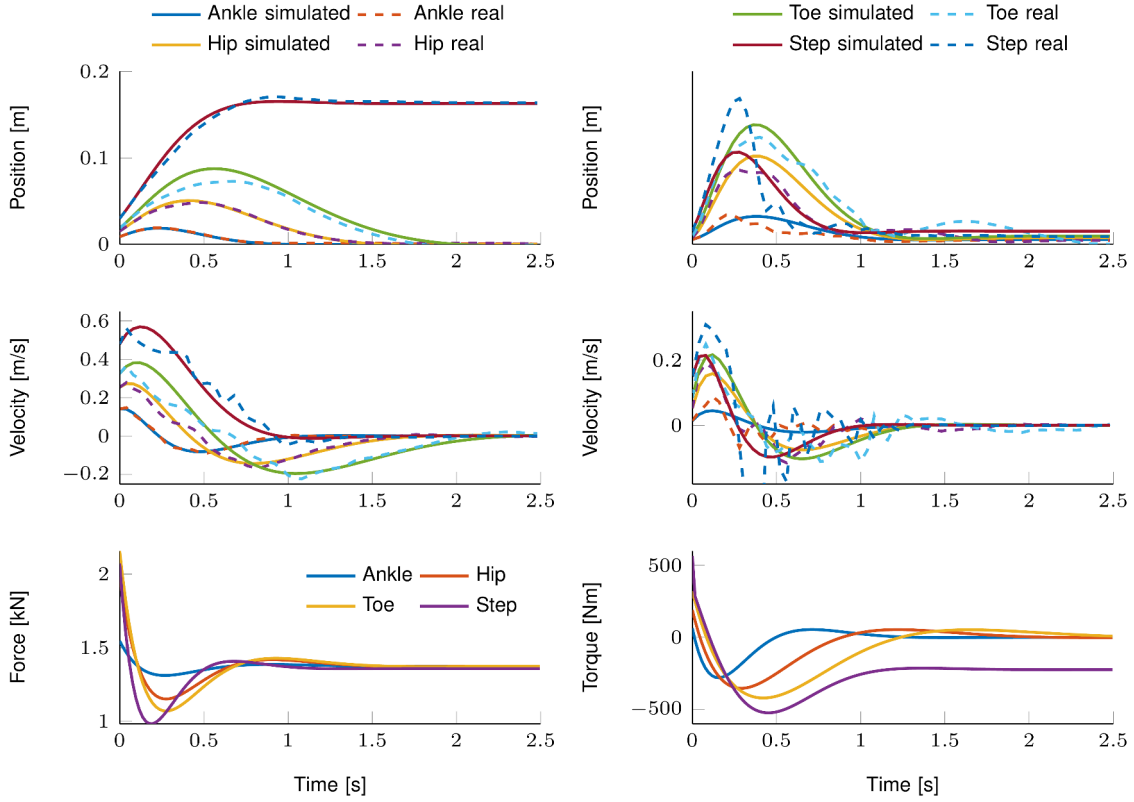 Ankle simulated Ankle real
Hip simulated Hip real
Toe simulated Toe real
Step simulated Step real
Position [m]
0.2
0.1
0
0 0.5 1 1.5 2 2.5
Position [m]
0 0.5 1 1.5 2 2.5
Velocity [m/s]
0.6
0.4
0.2
0
−0.2
0 0.5 1 1.5 2 2.5
Velocity [m/s]
0.2
0
0 0.5 1 1.5 2 2.5
Force [kN]
2
1.5
1
Ankle Hip
Toe Step
0 0.5 1 1.5 2 2.5
Time [s]
Torque [Nm]
500
0
−500
0 0.5 1 1.5 2 2.5
Time [s]